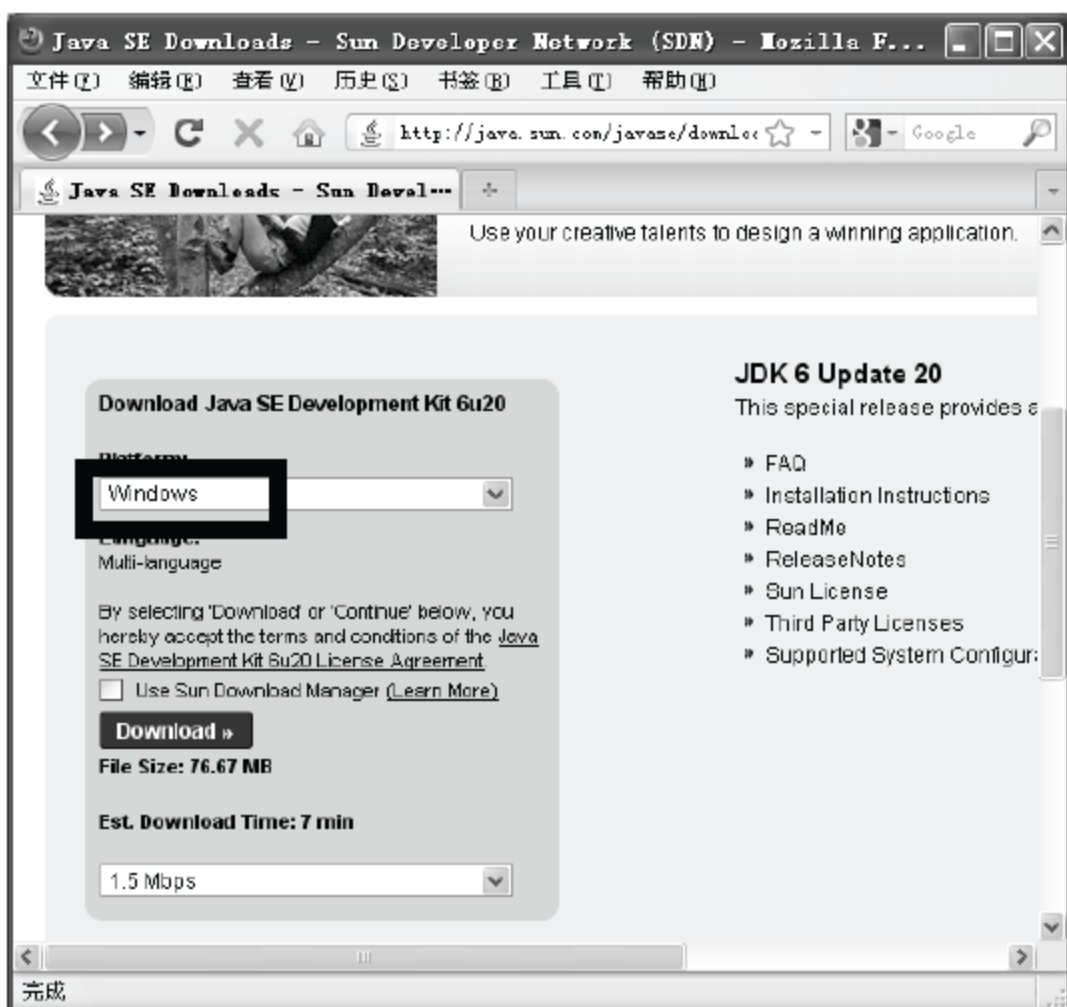 Java SE Downloads - Sun Developer Network (SDN) - Mozilla F...
文件(F) 编辑(E) 查看(V) 历史(S) 书签(B) 工具(T) 帮助(H)
http://java.sun.com/javase/downloa
Google
Java SE Downloads - Sun Devel...
Use your creative talents to design a winning application.
Download Java SE Development Kit 6u20
Platform:
Windows
Language:
Multi-language
By selecting 'Download' or 'Continue' below, you
hereby accept the terms and conditions of the Java
SE Development Kit 6u20 License Agreement.
Use Sun Download Manager (Learn More)
Download »
File Size: 76.67 MB
Est. Download Time: 7 min
1.5 Mbps
JDK 6 Update 20
This special release provides a
» FAQ
» Installation Instructions
» ReadMe
» ReleaseNotes
» Sun License
» Third Party Licenses
» Supported System Configura
完成